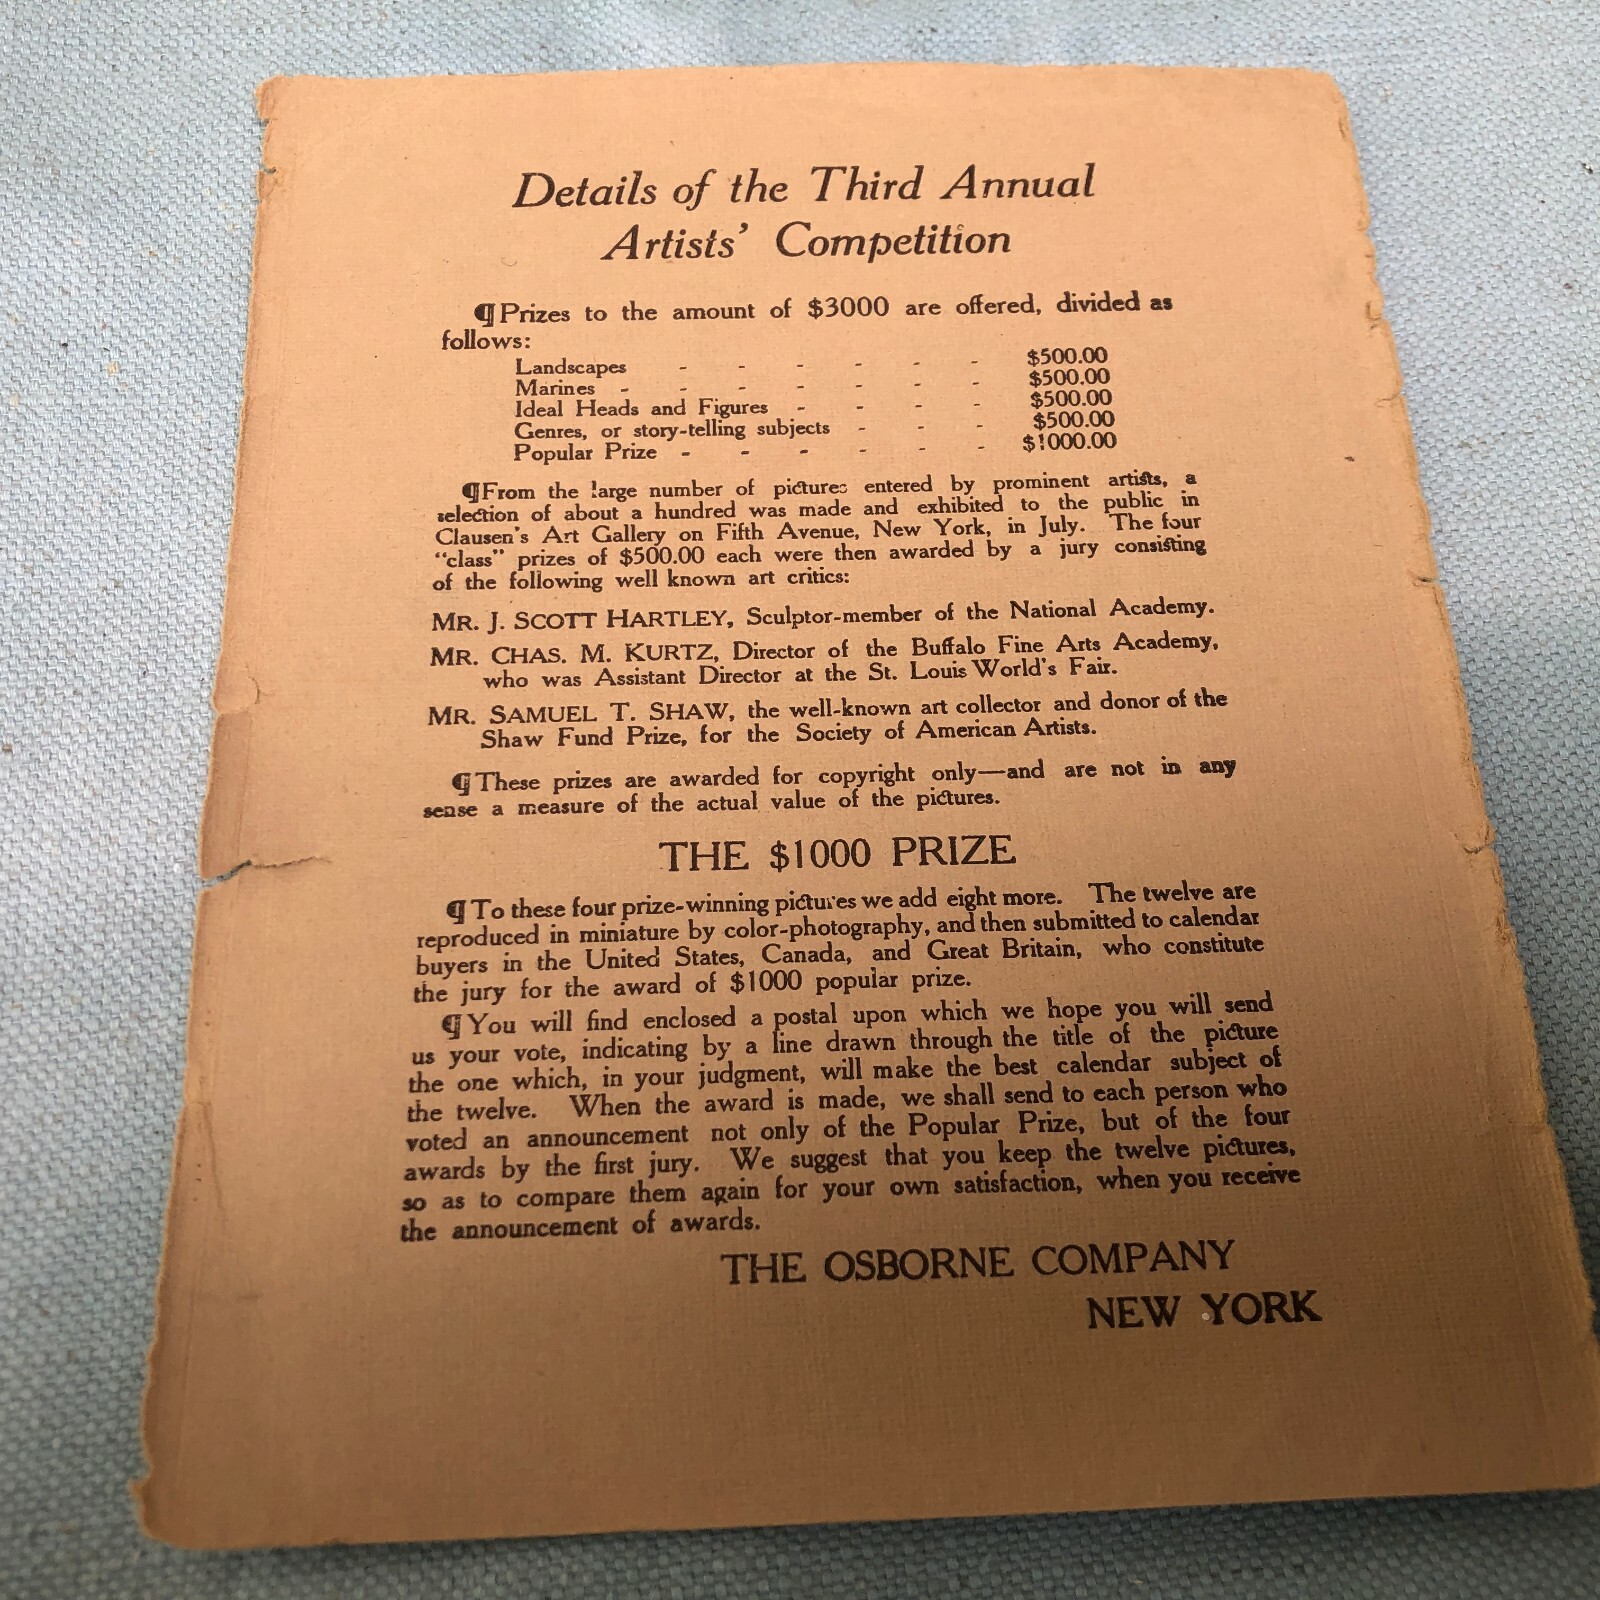 Details of the Third Annual
Artists' Competition
¶Prizes to the amount of $3000 are offered, divided as
follows:
Landscapes - - - - - - $500.00
Marines - - - - - - - $500.00
Ideal Heads and Figures - - - - $500.00
Genres, or story-telling subjects - - - $500.00
Popular Prize - - - - - - $1000.00
¶From the large number of pictures entered by prominent artists, a
selection of about a hundred was made and exhibited to the public in
Clausen's Art Gallery on Fifth Avenue, New York, in July. The four
"class" prizes of $500.00 each were then awarded by a jury consisting
of the following well known art critics:
MR. J. SCOTT HARTLEY, Sculptor-member of the National Academy.
MR. CHAS. M. KURTZ, Director of the Buffalo Fine Arts Academy,
who was Assistant Director at the St. Louis World's Fair.
MR. SAMUEL T. SHAW, the well-known art collector and donor of the
Shaw Fund Prize, for the Society of American Artists.
¶These prizes are awarded for copyright only—and are not in any
sense a measure of the actual value of the pictures.
THE $1000 PRIZE
¶To these four prize-winning pictures we add eight more. The twelve are
reproduced in miniature by color-photography, and then submitted to calendar
buyers in the United States, Canada, and Great Britain, who constitute
the jury for the award of $1000 popular prize.
¶You will find enclosed a postal upon which we hope you will send
us your vote, indicating by a line drawn through the title of the picture
the one which, in your judgment, will make the best calendar subject of
the twelve. When the award is made, we shall send to each person who
voted an announcement not only of the Popular Prize, but of the four
awards by the first jury. We suggest that you keep the twelve pictures,
so as to compare them again for your own satisfaction, when you receive
the announcement of awards.
THE OSBORNE COMPANY
NEW YORK